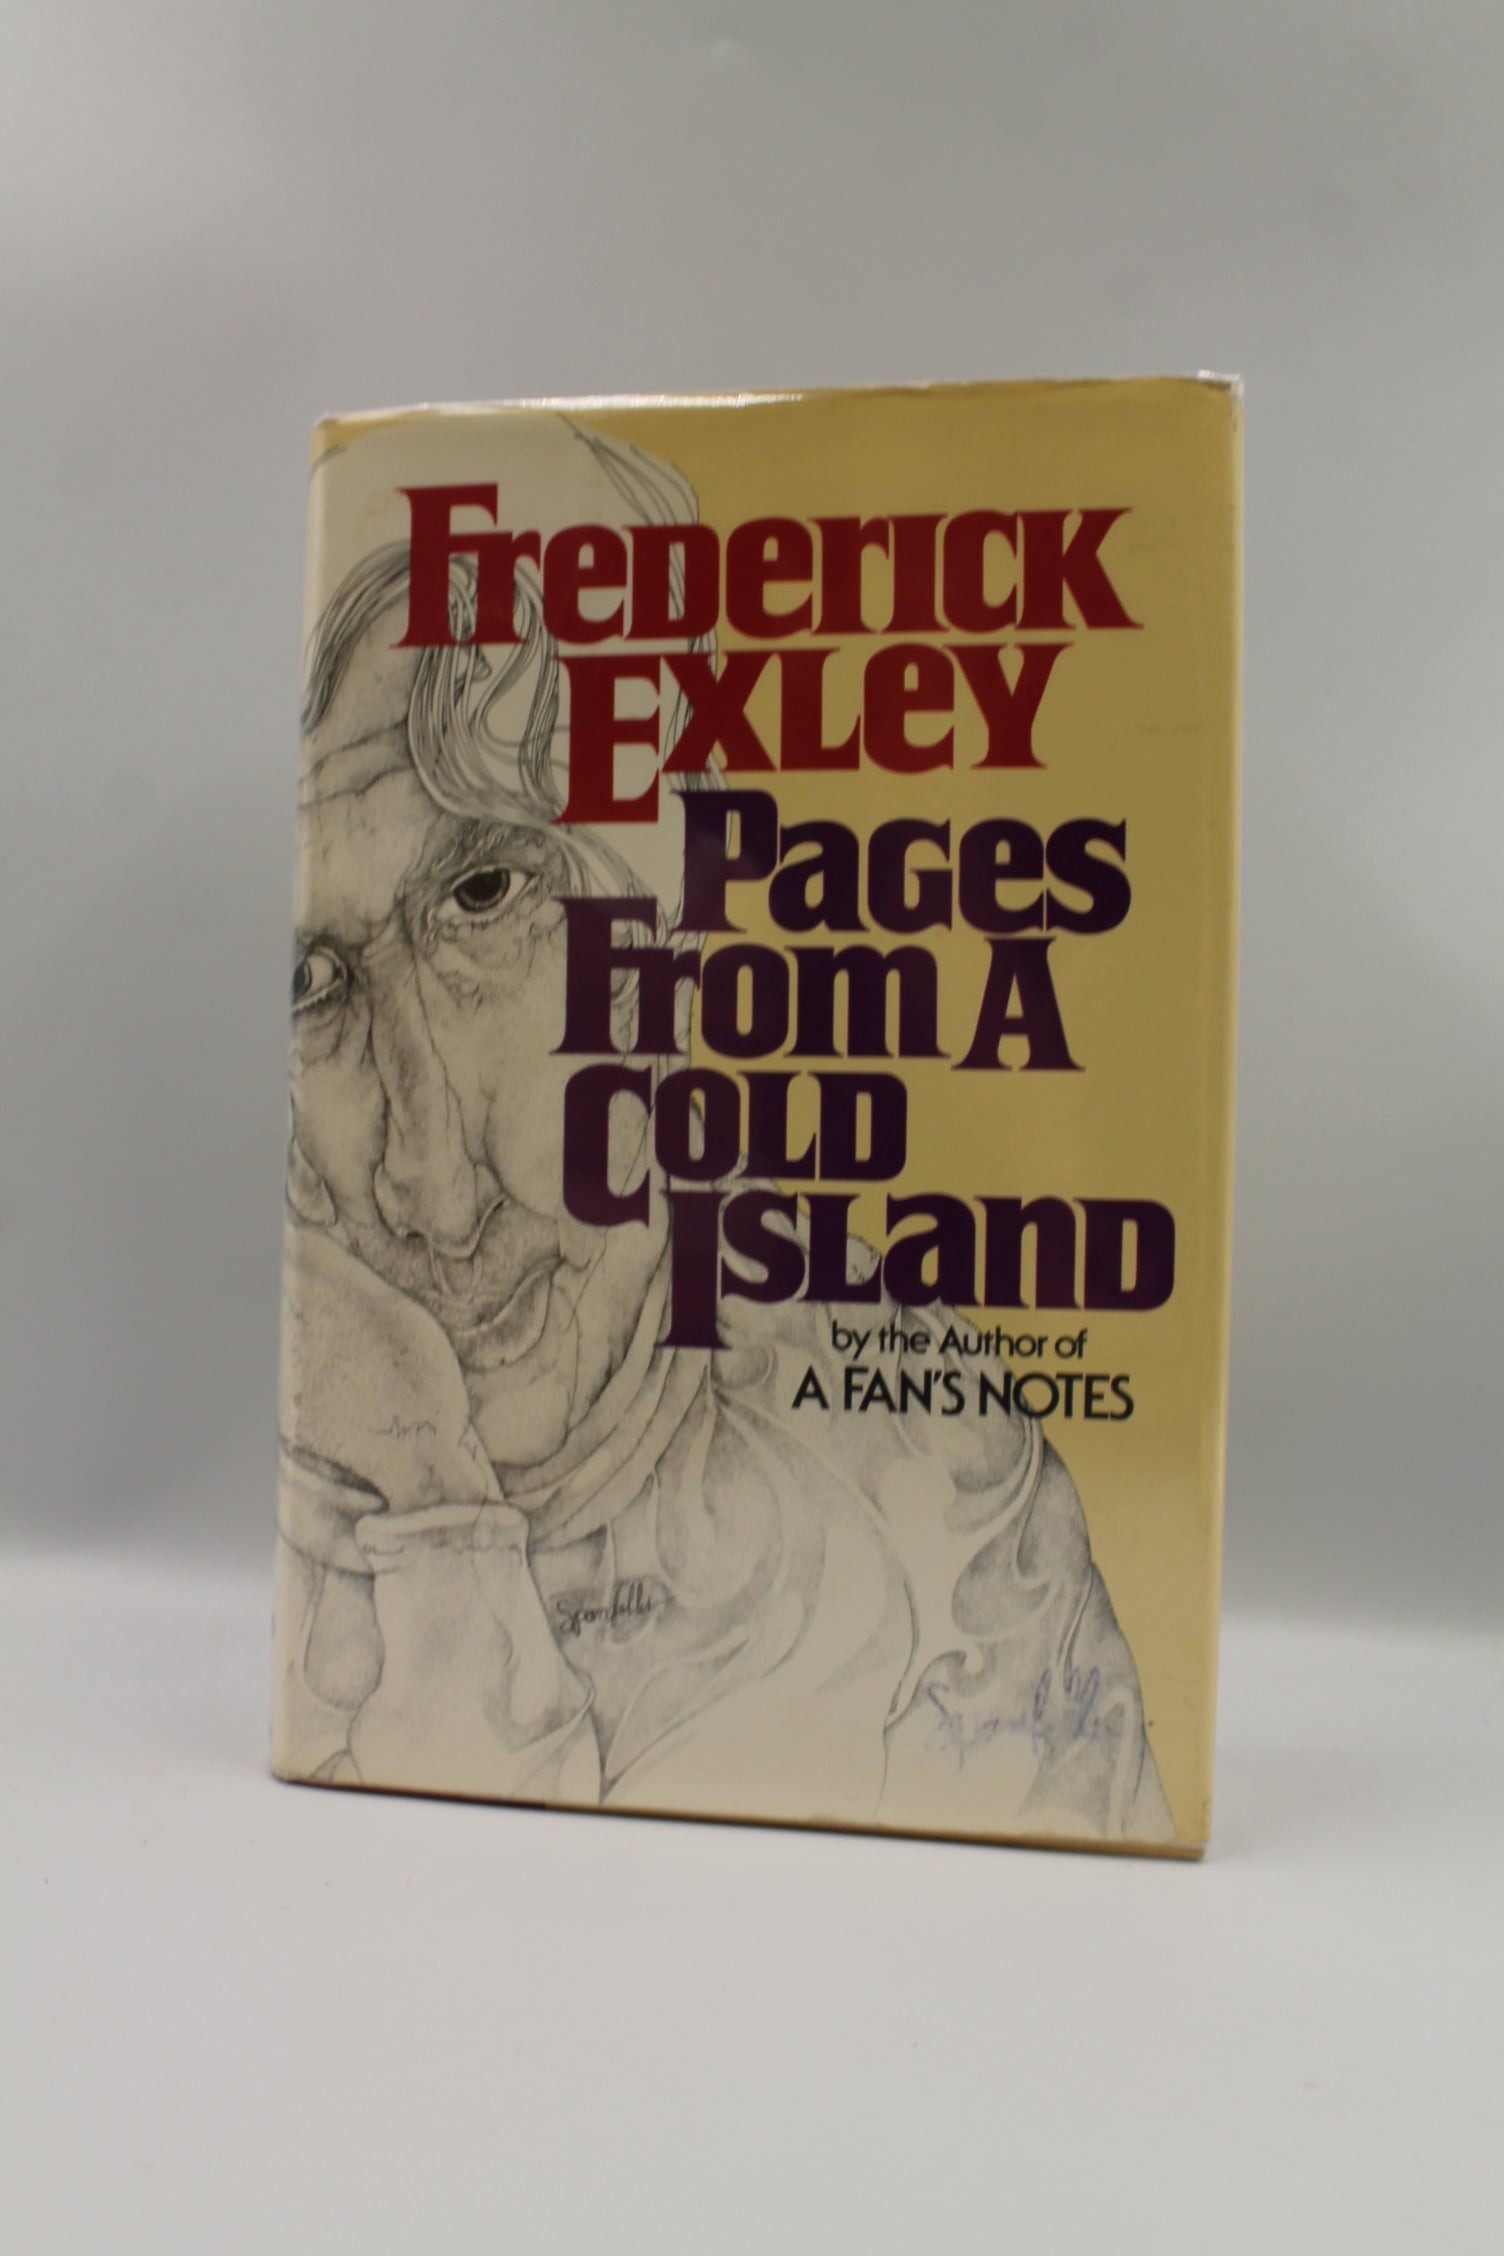 Frederick
Exley
Pages
From A
Cold
Island
by the Author of
A FAN'S NOTES